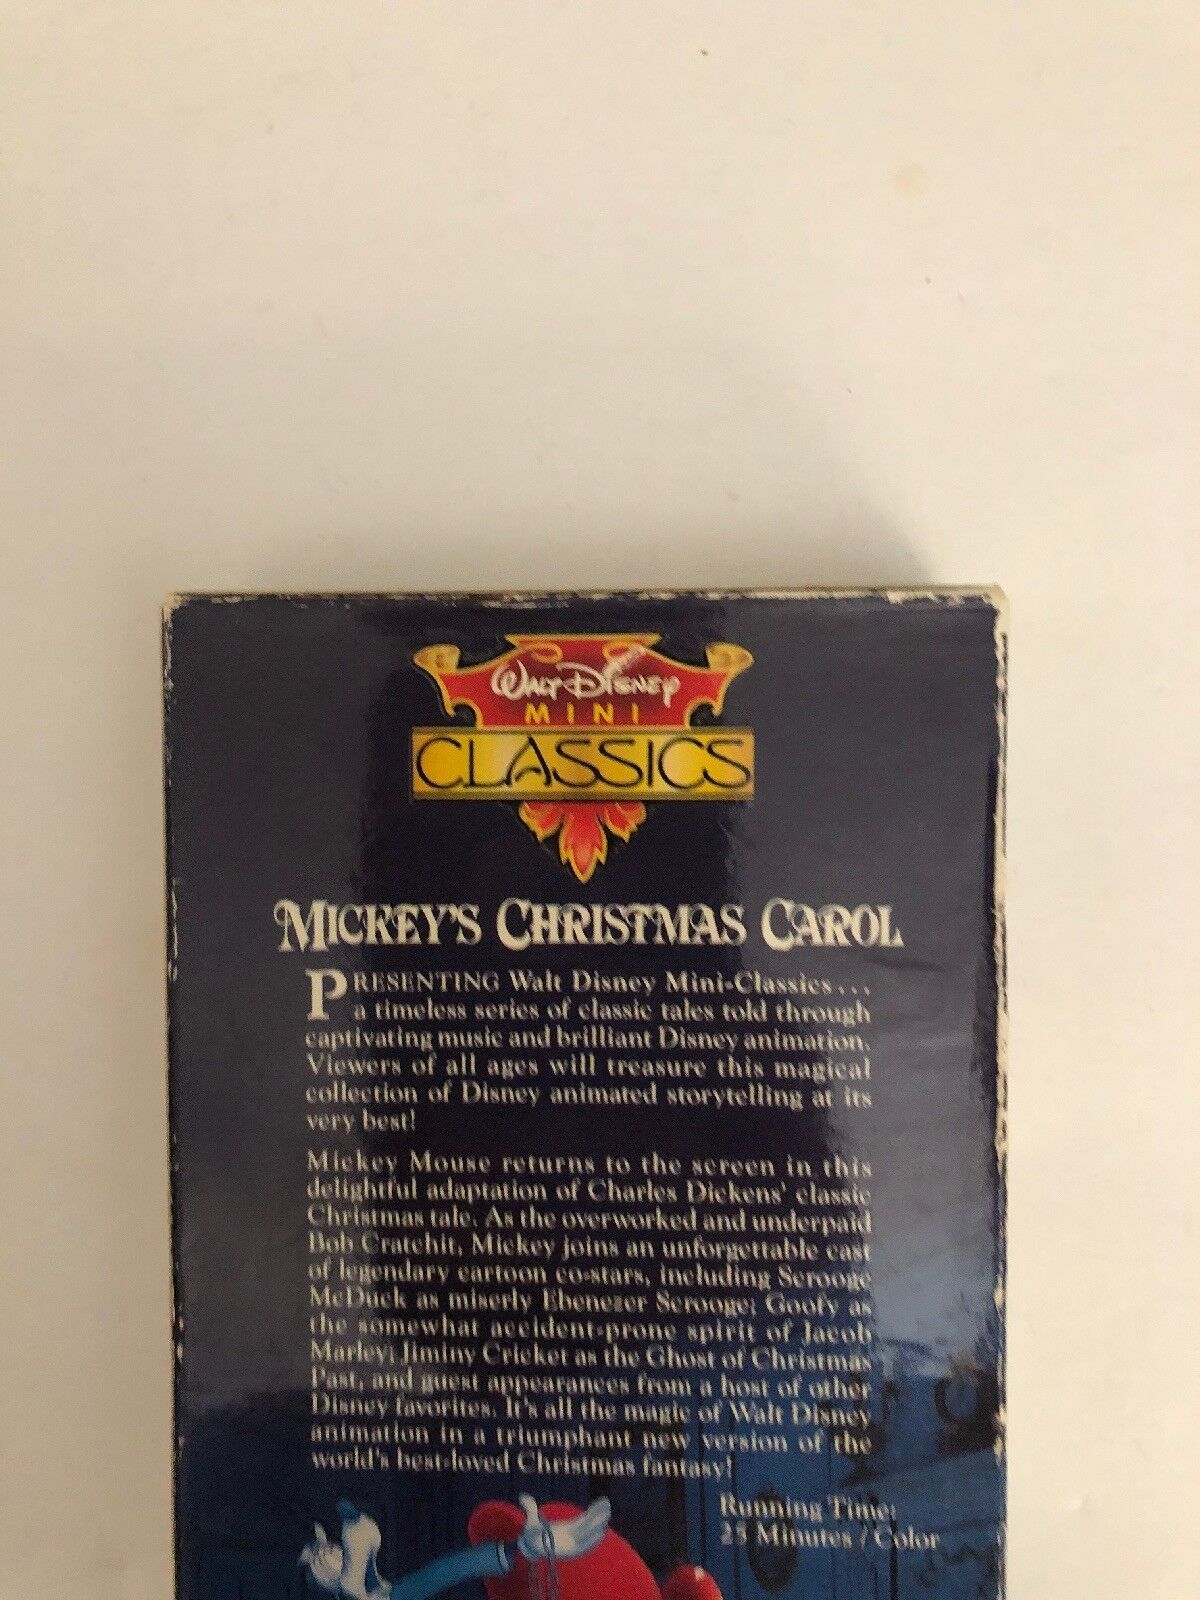 Walt Disney
MINI
CLASSICS
MICKEY'S CHRISTMAS CAROL
PRESENTING Walt Disney Mini-Classics...
a timeless series of classic tales told through
captivating music and brilliant Disney animation.
Viewers of all ages will treasure this magical
collection of Disney animated storytelling at its
very best!
Mickey Mouse returns to the screen in this
delightful adaptation of Charles Dickens' classic
Christmas tale. As the overworked and underpaid
Bob Cratchit, Mickey joins an unforgettable cast
of legendary cartoon co-stars, including Scrooge
McDuck as miserly Ebenezer Scrooge; Goofy as
the somewhat accident-prone spirit of Jacob
Marley; Jiminy Cricket as the Ghost of Christmas
Past, and guest appearances from a host of other
Disney favorites. It's all the magic of Walt Disney
animation in a triumphant new version of the
world's best-loved Christmas fantasy!
Running Time:
25 Minutes / Color